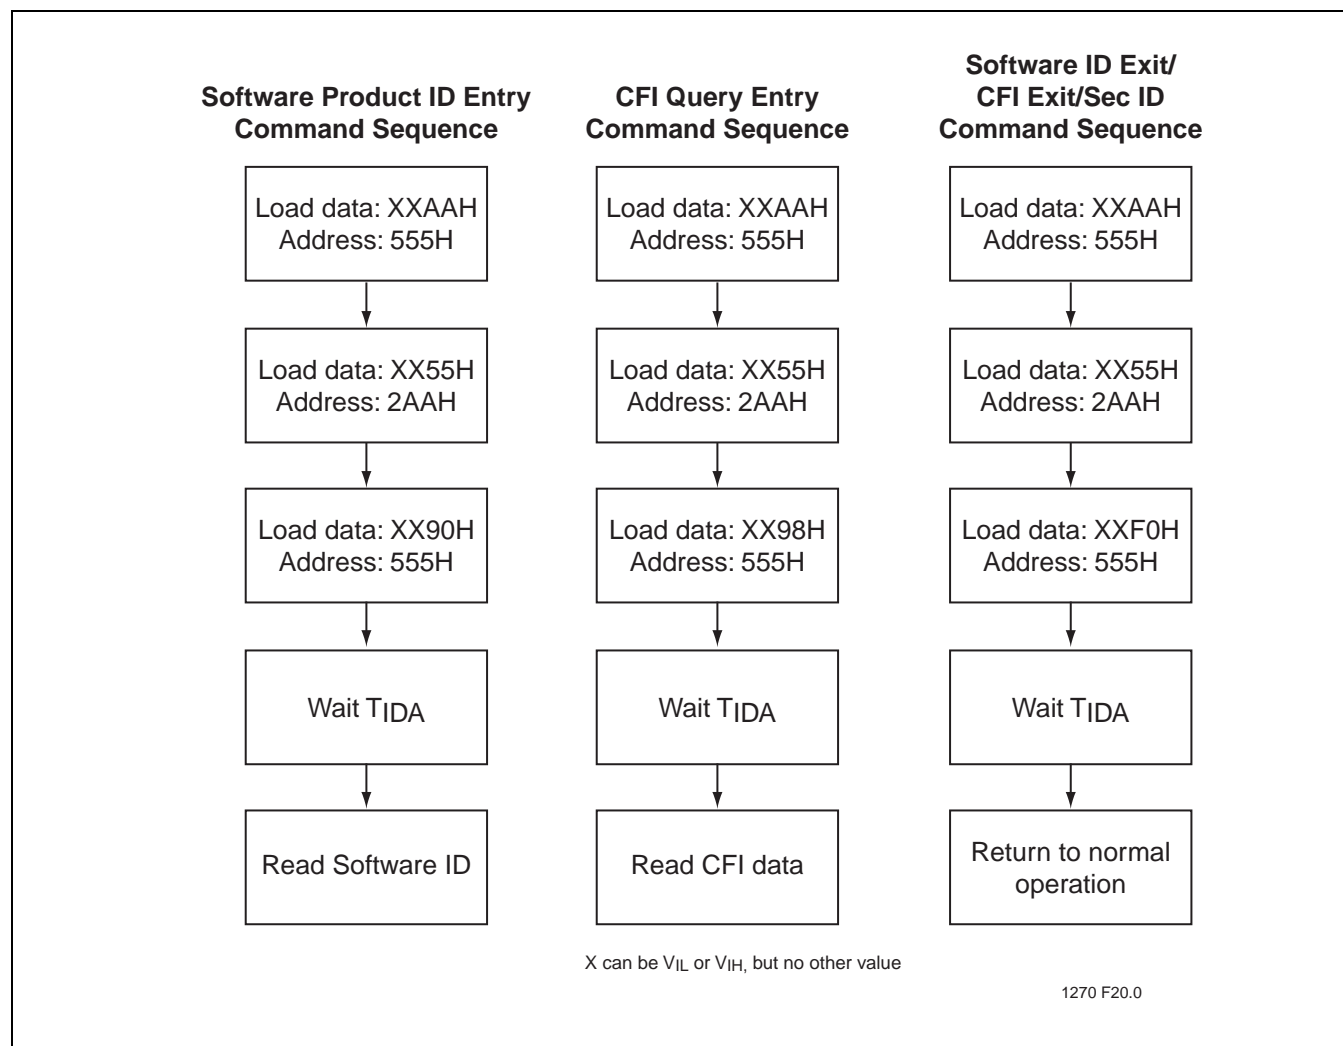 Software Product ID Entry
Command Sequence
Load data: XXAAH
Address: 555H
Load data: XX55H
Address: 2AAH
Load data: XX90H
Address: 555H
Wait TIDA
Read Software ID
CFI Query Entry
Command Sequence
Load data: XXAAH
Address: 555H
Load data: XX55H
Address: 2AAH
Load data: XX98H
Address: 555H
Wait TIDA
Read CFI data
Software ID Exit/
CFI Exit/Sec ID
Command Sequence
Load data: XXAAH
Address: 555H
Load data: XX55H
Address: 2AAH
Load data: XXF0H
Address: 555H
Wait TIDA
Return to normal
operation
X can be VIL or VIH, but no other value
1270 F20.0